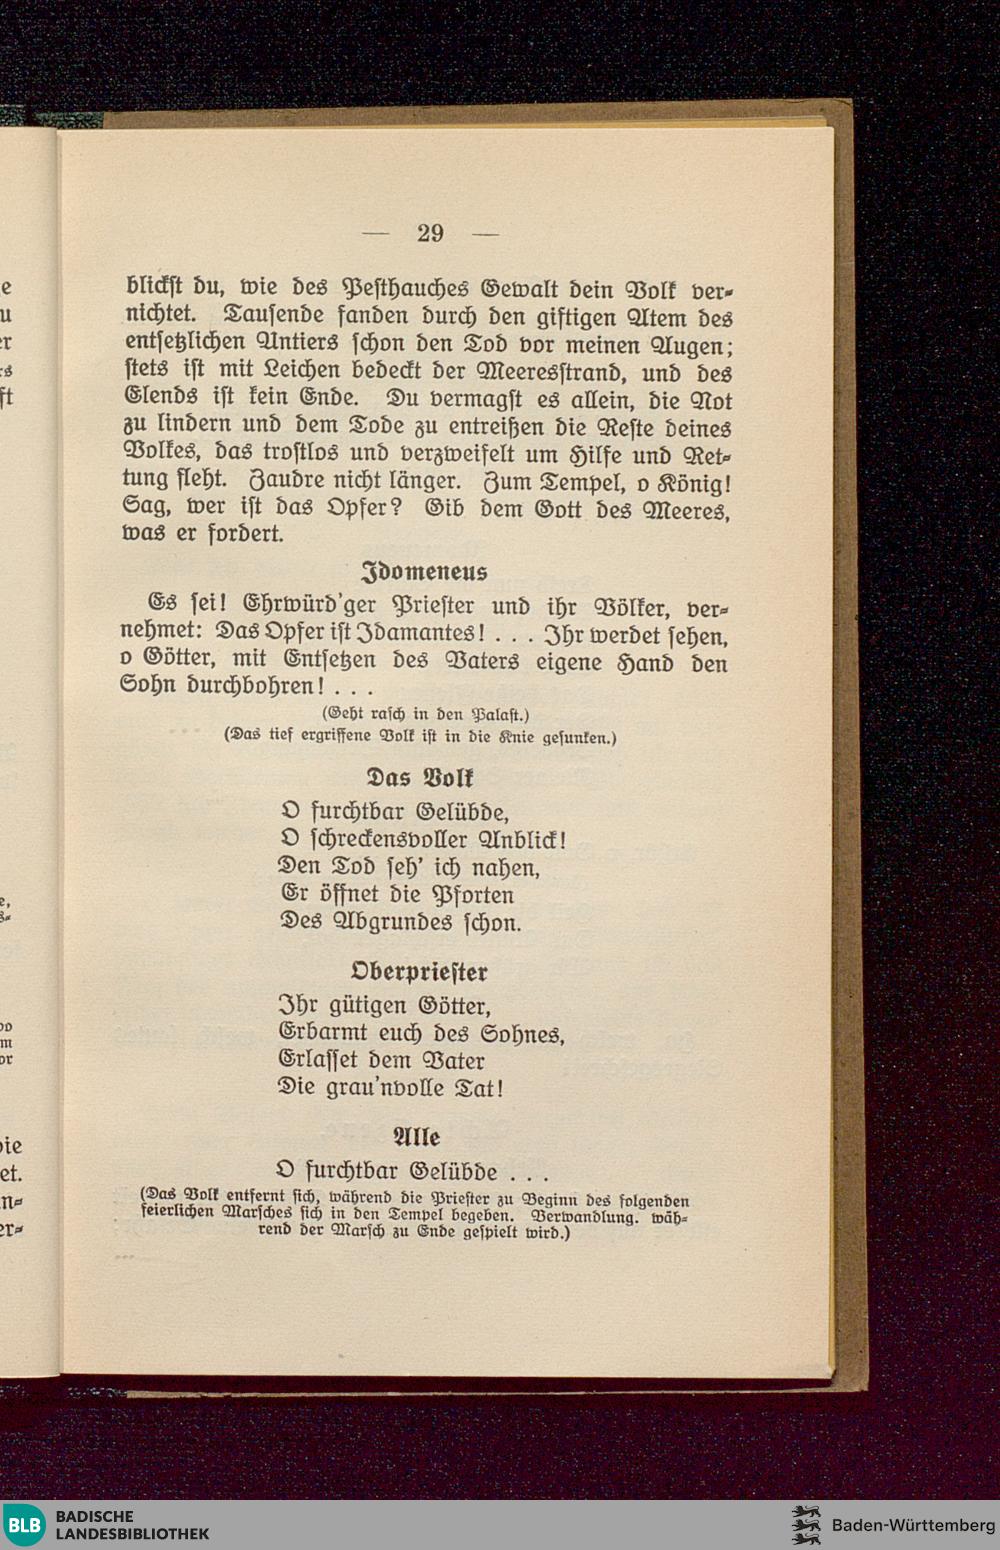 — 29 —
blickst du, wie des Pesthauches Gewalt dein Volk ver-
nichtet. Tausende fanden durch den giftigen Atem des
entsetzlichen Untiers schon den Tod vor meinen Augen;
stets ist mit Leichen bedeckt der Meeresstrand, und des
Elends ist kein Ende. Du vermagst es allein, die Not
zu lindern und dem Tode zu entreißen die Reste deines
Volkes, das trostlos und verzweifelt um Hilfe und Ret-
tung fleht. Zaudre nicht länger. Zum Tempel, o König!
Sag, wer ist das Opfer? Gib dem Gott des Meeres,
was er fordert.
Idomeneus
Es sei! Ehrwürd'ger Priester und ihr Völker, ver-
nehmet: Das Opfer ist Idamantes! . . . Ihr werdet sehen,
o Götter, mit Entsetzen des Vaters eigene Hand den
Sohn durchbohren! . . .
(Geht rasch in den Palast.)
(Das tief ergriffene Volk ist in die Knie gesunken.)
Das Volk
O furchtbar Gelübde,
O schreckensvoller Anblick!
Den Tod seh' ich nahen,
Er öffnet die Pforten
Des Abgrundes schon.
Oberpriester
Ihr gütigen Götter,
Erbarmt euch des Sohnes,
Erlasset dem Vater
Die grau'nvolle Tat!
Alle
O furchtbar Gelübde . . .
(Das Volk entfernt sich, während die Priester zu Beginn des folgenden
feierlichen Marsches sich in den Tempel begeben. Verwandlung. wäh-
rend der Marsch zu Ende gespielt wird.)
BLB BADISCHE
LANDESBIBLIOTHEK
Baden-Württemberg